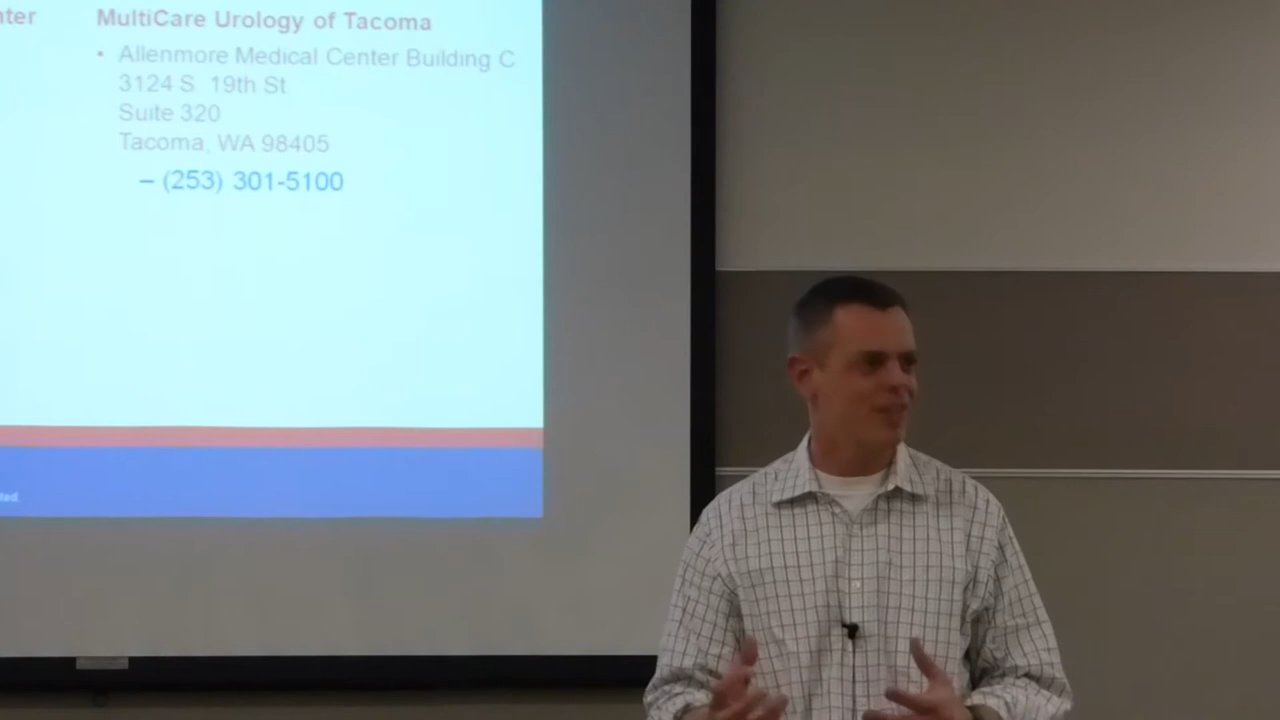 nter
MultiCare Urology of Tacoma
• Allenmore Medical Center Building C
3124 S. 19th St
Suite 320
Tacoma, WA 98405
– (253) 301-5100
ted.